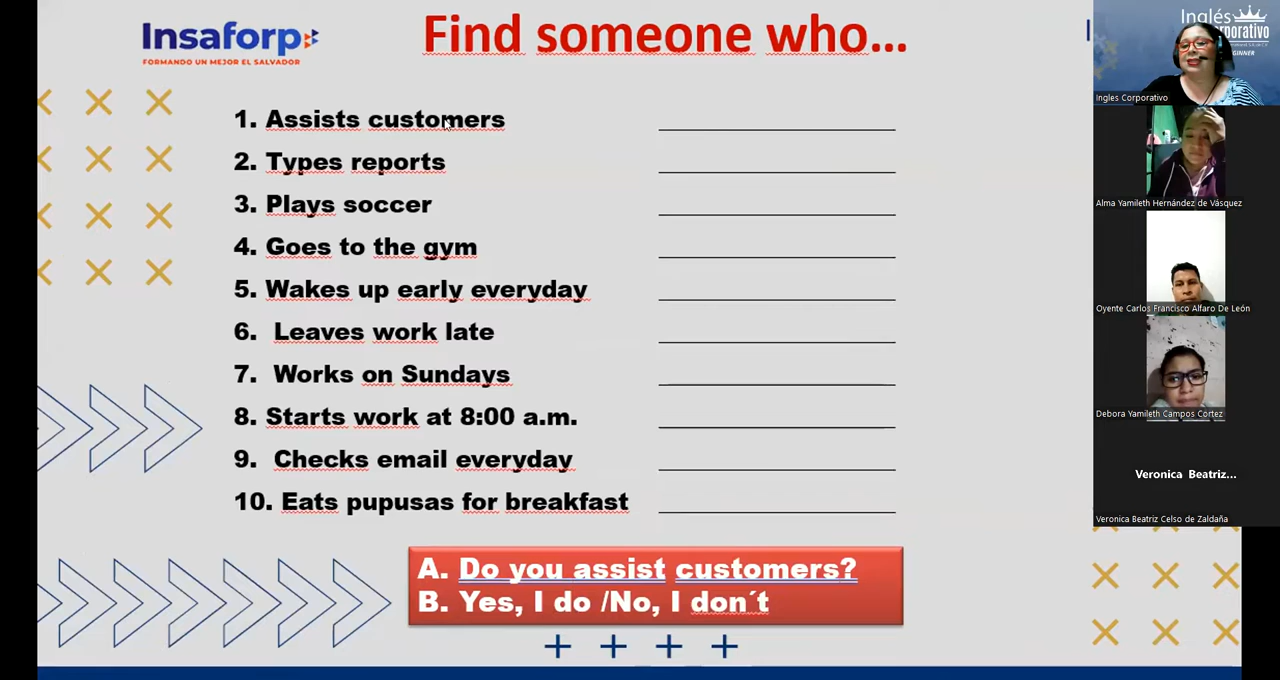 Insaforp
FORMANDO UN MEJOR EL SALVADOR
Find someone who...
1. Assists customers
2. Types reports
3. Plays soccer
4. Goes to the gym
5. Wakes up early everyday
6. Leaves work late
7. Works on Sundays
8. Starts work at 8:00 a.m.
9. Checks email everyday
10. Eats pupusas for breakfast
A. Do you assist customers?
B. Yes, I do /No, I don´t
Inglés
Ingles Corporativo
Alma Yamileth Hernández de Vásquez
Oyente Carlos Francisco Alfaro De León
Debora Yamileth Campos Cortez
Veronica Beatriz...
Veronica Beatriz Celso de Zaldaña